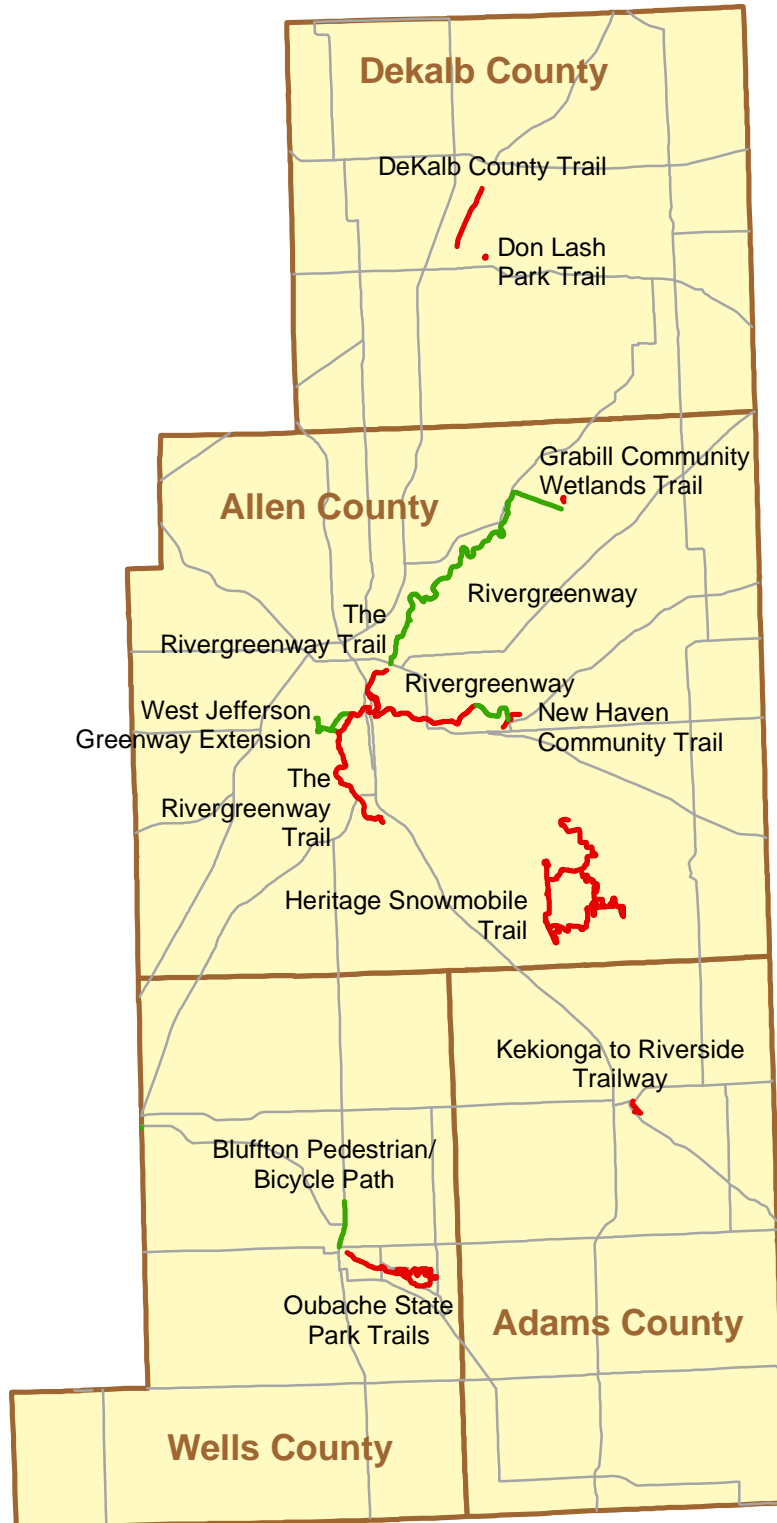 Dekalb County
DeKalb County Trail
Don Lash
Park Trail
Grabill Community
Wetlands Trail
Allen County
Rivergreenway
The
Rivergreenway Trail
Rivergreenway
West Jefferson
Greenway Extension
New Haven
Community Trail
The
Rivergreenway
Trail
Heritage Snowmobile
Trail
Kekionga to Riverside
Trailway
Bluffton Pedestrian/
Bicycle Path
Oubache State
Park Trails
Adams County
Wells County